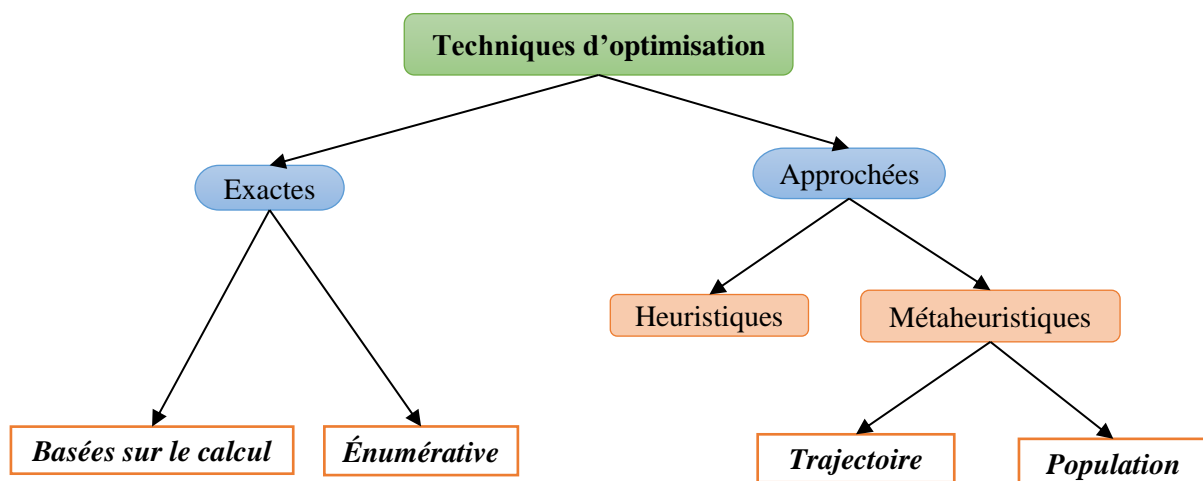 Techniques d’optimisation
Exactes
Approchées
Heuristiques
Métaheuristiques
Basées sur le calcul
Énumérative
Trajectoire
Population